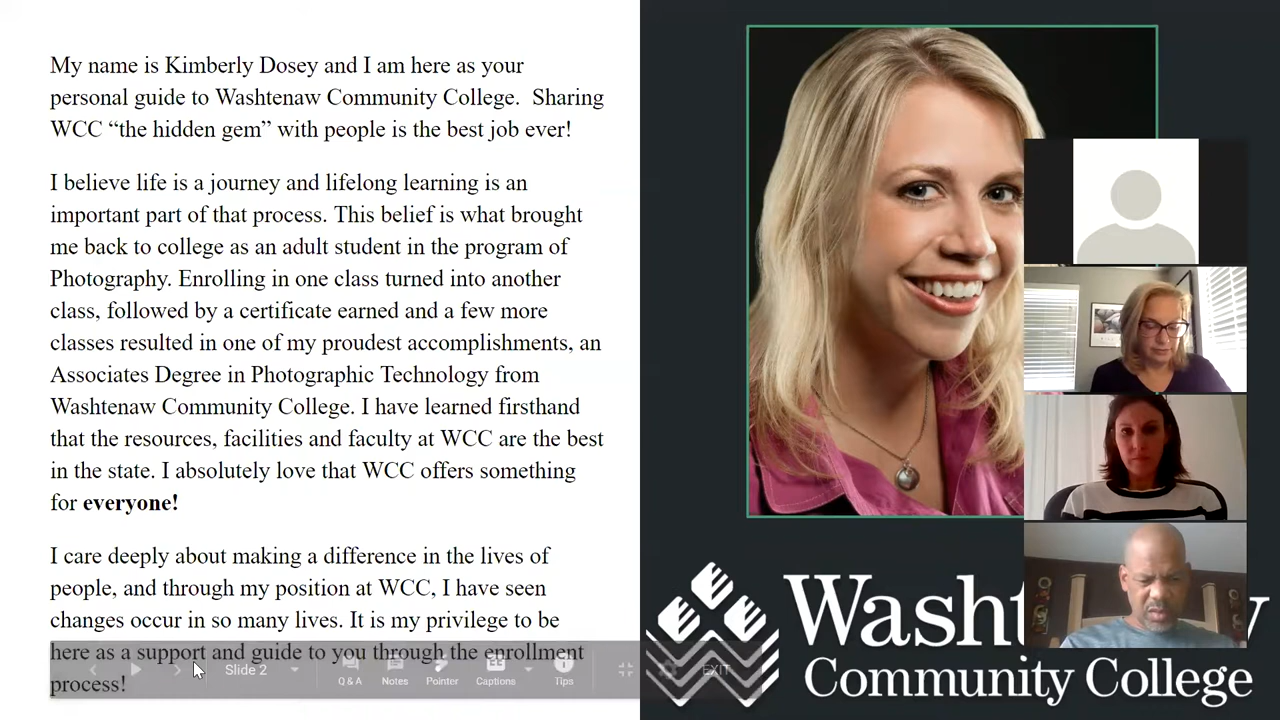 My name is Kimberly Dosey and I am here as your
personal guide to Washtenaw Community College.  Sharing
WCC “the hidden gem” with people is the best job ever!
I believe life is a journey and lifelong learning is an
important part of that process. This belief is what brought
me back to college as an adult student in the program of
Photography. Enrolling in one class turned into another
class, followed by a certificate earned and a few more
classes resulted in one of my proudest accomplishments, an
Associates Degree in Photographic Technology from
Washtenaw Community College. I have learned firsthand
that the resources, facilities and faculty at WCC are the best
in the state. I absolutely love that WCC offers something
for everyone!
I care deeply about making a difference in the lives of
people, and through my position at WCC, I have seen
changes occur in so many lives. It is my privilege to be
here as a support and guide to you through the enrollment
process!
Slide 2
Q & A
Notes
Pointer
Captions
Tips
EXIT
Community College